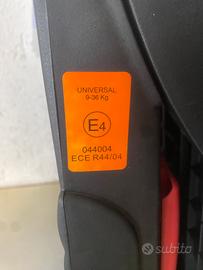 UNIVERSAL
9-36 Kg
E4
044004
ECE R44/04
subito